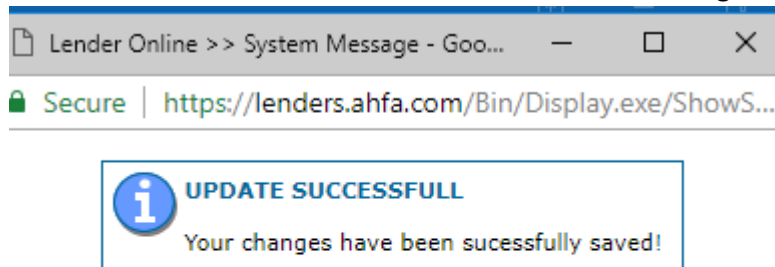 Lender Online >> System Message - Goo...
Secure | https://lenders.ahfa.com/Bin/Display.exe/ShowS...
UPDATE SUCCESSFULL
Your changes have been sucessfully saved!